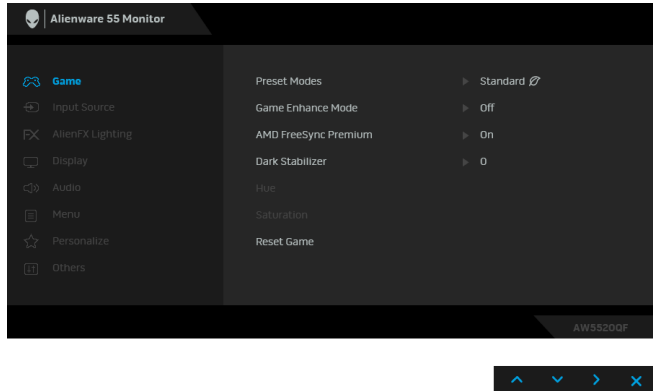 Alienware 55 Monitor
Game
Preset Modes
Standard
Input Source
Game Enhance Mode
Off
AlienFX Lighting
AMD FreeSync Premium
On
Display
Dark Stabilizer
0
Audio
Hue
Menu
Saturation
Personalize
Reset Game
Others
AW5520QF